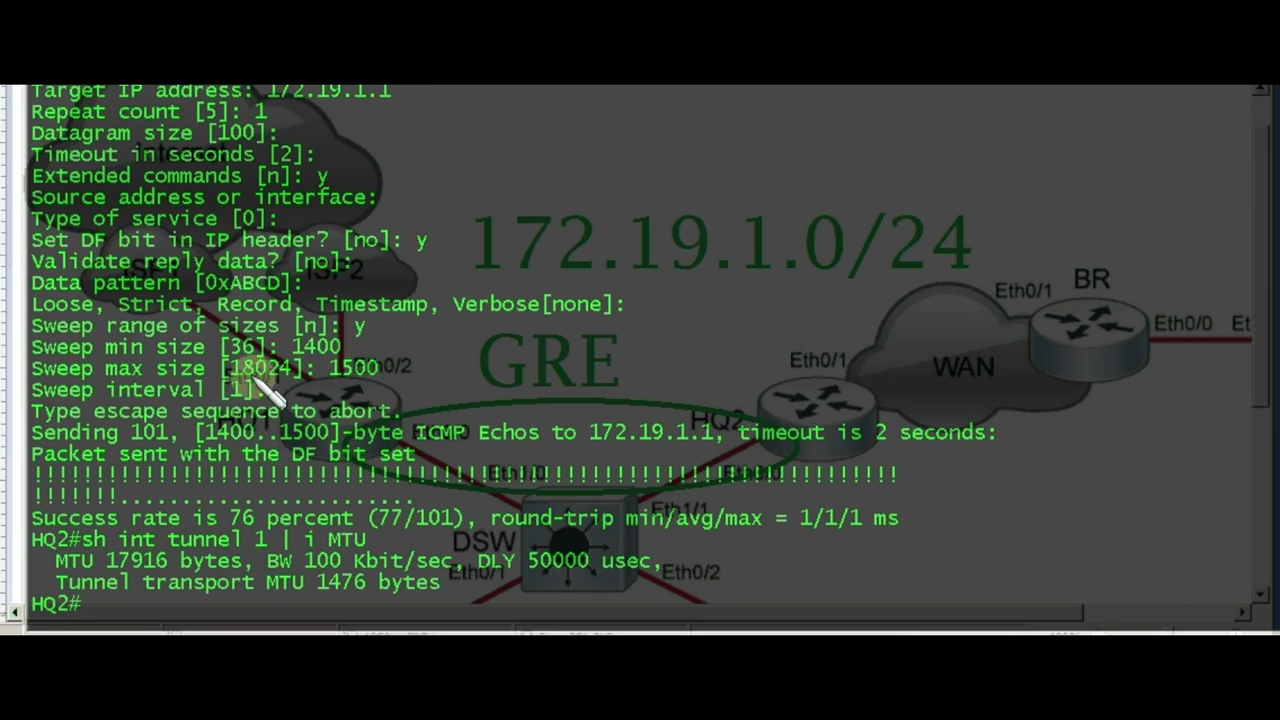 Target IP address: 172.19.1.1
Repeat count [5]: 1
Datagram size [100]:
Timeout in seconds [2]:
Extended commands [n]: y
Source address or interface:
Type of service [0]:
Set DF bit in IP header? [no]: y
Validate reply data? [no]:
Data pattern [0xABCD]:
Loose, Strict, Record, Timestamp, Verbose[none]:
Sweep range of sizes [n]: y
Sweep min size [36]: 1400
Sweep max size [18024]: 1500
Sweep interval [1]:
Type escape sequence to abort.
Sending 101, [1400..1500]-byte ICMP Echos to 172.19.1.1, timeout is 2 seconds:
Packet sent with the DF bit set
!!!!!!!!!!!!!!!!!!!!!!!!!!!!!!!!!!!!!!!!!!!!!!!!!!!!!!!!!!!!!!!!!!!!!!
!!!!!!!........................
Success rate is 76 percent (77/101), round-trip min/avg/max = 1/1/1 ms
HQ2#sh int tunnel 1 | i MTU
MTU 17916 bytes, BW 100 Kbit/sec, DLY 50000 usec,
Tunnel transport MTU 1476 bytes
HQ2#
172.19.1.0/24
GRE
ISP2
Eth0/1
BR
Eth0/0
Et
WAN
Eth0/1
HQ2
Eth1/0
Eth1/1
DSW
Eth0/1
Eth0/2